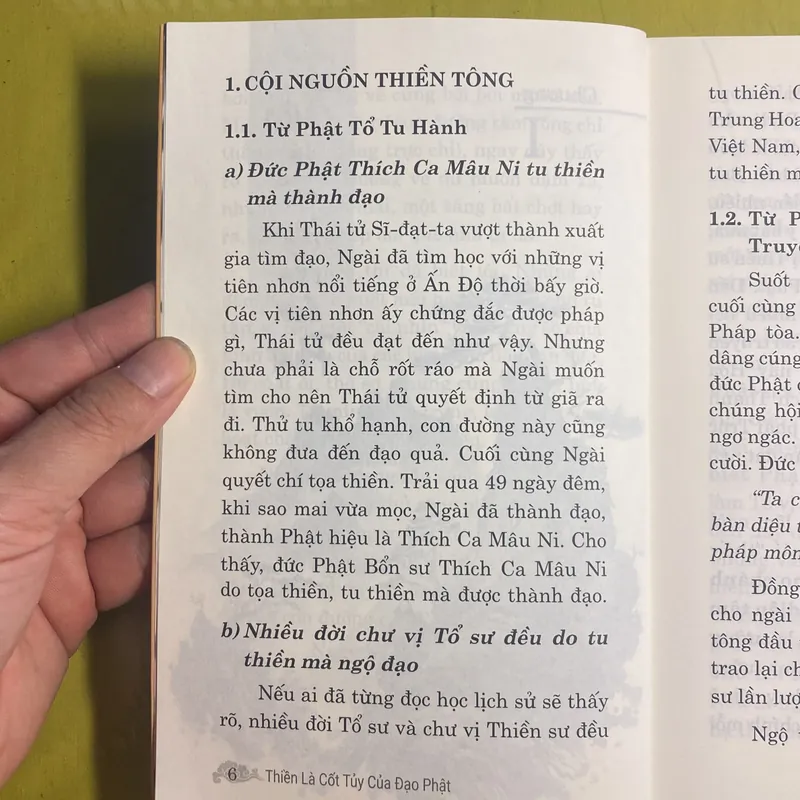 1. CỘI NGUỒN THIỀN TÔNG
1.1. Từ Phật Tổ Tu Hành
a) Đức Phật Thích Ca Mâu Ni tu thiền
mà thành đạo
Khi Thái tử Sĩ-đạt-ta vượt thành xuất
gia tìm đạo, Ngài đã tìm học với những vị
tiên nhơn nổi tiếng ở Ấn Độ thời bấy giờ.
Các vị tiên nhơn ấy chứng đắc được pháp
gì, Thái tử đều đạt đến như vậy. Nhưng
chưa phải là chỗ rốt ráo mà Ngài muốn
tìm cho nên Thái tử quyết định từ giã ra
đi. Thử tu khổ hạnh, con đường này cũng
không đưa đến đạo quả. Cuối cùng Ngài
quyết chí tọa thiền. Trải qua 49 ngày đêm,
khi sao mai vừa mọc, Ngài đã thành đạo,
thành Phật hiệu là Thích Ca Mâu Ni. Cho
thấy, đức Phật Bổn sư Thích Ca Mâu Ni
do tọa thiền, tu thiền mà được thành đạo.
b) Nhiều đời chư vị Tổ sư đều do tu
thiền mà ngộ đạo
Nếu ai đã từng đọc học lịch sử sẽ thấy
rõ, nhiều đời Tổ sư và chư vị Thiền sư đều
6 Thiền Là Cốt Tủy Của Đạo Phật
tu thiền.
Trung Hoa
Việt Nam,
tu thiền
1.2. Từ
Suốt
cuối cùng
Pháp tòa.
dâng cúng
đức Phật
chúng hội
ngơ ngác.
cười. Đức
"Ta
bàn diệu
pháp môn
Đồng
cho ngài
tông đầu
trao lại
sư lần
Ngộ